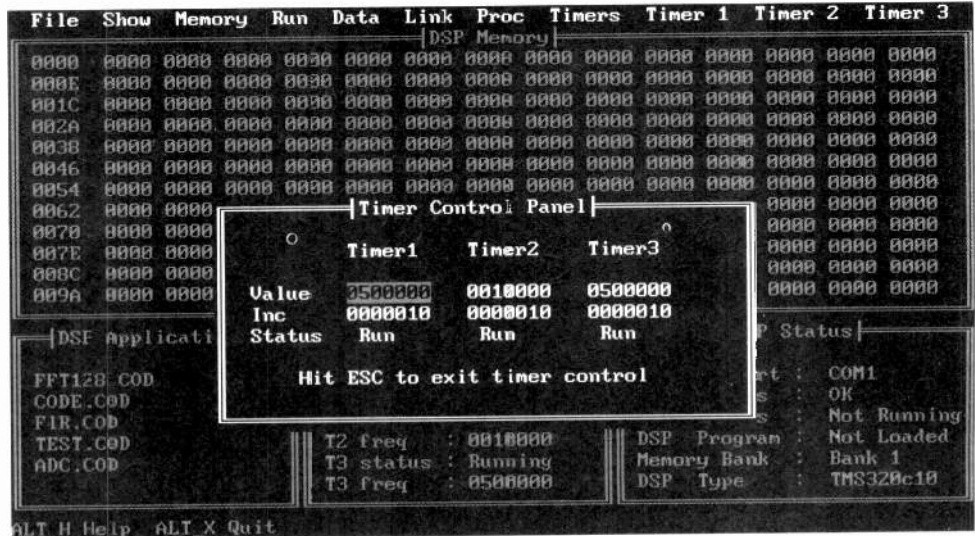 File Show Memory Run Data Link Proc Timers Timer 1 Timer 2 Timer 3
DSP Memory
0000 0000 0000 0000 0000 0000 0000 0000 0000 0000 0000 0000 0000 0000 0000
000E 0000 0000 0000 0000 0000 0000 0000 0000 0000 0000 0000 0000 0000 0000
001C 0000 0000 0000 0000 0000 0000 0000 0000 0000 0000 0000 0000 0000 0000
002A 0000 0000 0000 0000 0000 0000 0000 0000 0000 0000 0000 0000 0000 0000
0038 0000 0000 0000 0000 0000 0000 0000 0000 0000 0000 0000 0000 0000 0000
0046 0000 0000 0000 0000 0000 0000 0000 0000 0000 0000 0000 0000 0000 0000
0054 0000 0000 0000 0000 0000 0000 0000 0000 0000 0000 0000 0000 0000 0000
0062 0000 0000 0000 0000 0000
0070 0000 0000 0000 0000 0000
007E 0000 0000 0000 0000 0000
008C 0000 0000 0000 0000 0000
009A 0000 0000 0000 0000 0000
Timer Control Panel
Timer1 Timer2 Timer3
Value 0500000 0010000 0500000
Inc 0000010 0000010 0000010
Status Run Run Run
Hit ESC to exit timer control
DSP Applicati
FFT128.COD
CODE.COD
FIR.COD
TEST.COD
ADC.COD
T2 freq : 0010000
T3 status : Running
T3 freq : 0500000
P Status
rt : COM1
s : OK
s : Not Running
DSP Program : Not Loaded
Memory Bank : Bank 1
DSP Type : TMS320c10
ALT H Help ALT X Quit